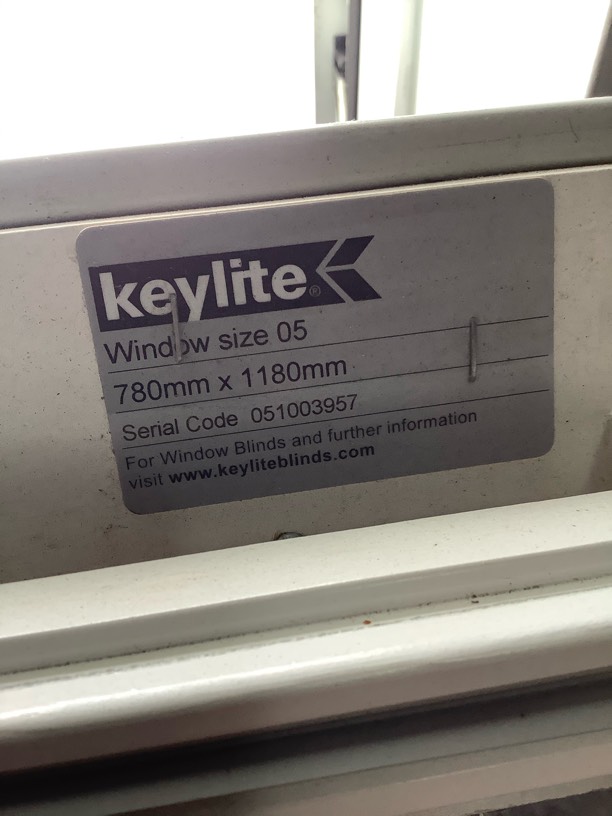 keylite®
Window size 05
780mm x 1180mm
Serial Code 051003957
For Window Blinds and further information
visit www.keyliteblinds.com